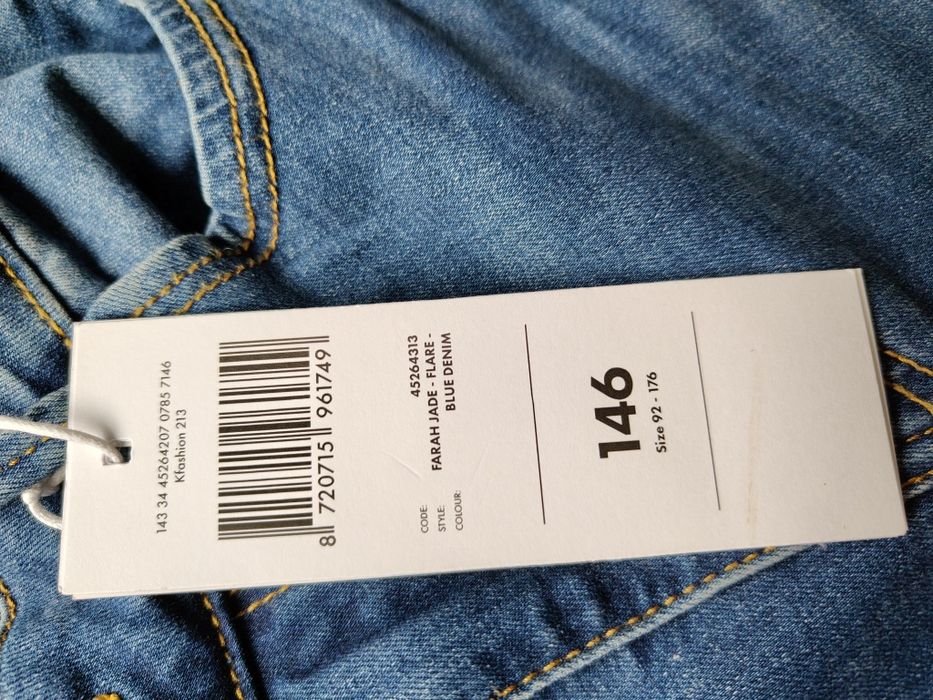 143 34 45264207 0785 7146
Kfashion 213
8 720715 961749
CODE: 45264313
STYLE: FARAH JADE - FLARE -
COLOUR: BLUE DENIM
146
Size 92 - 176